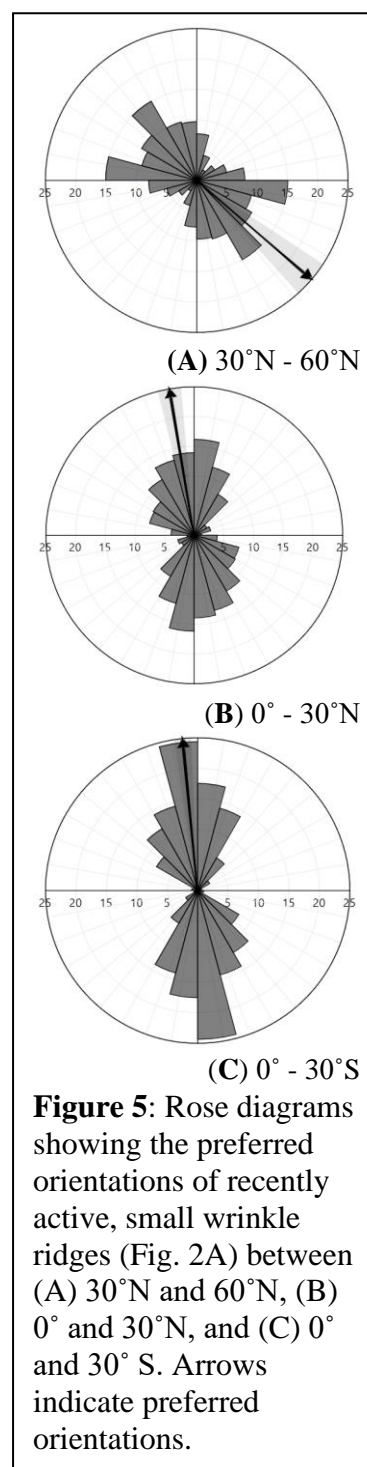 25 20 15 10 5 5 10 15 20 25
(A) 30˚N - 60˚N
25 20 15 10 5 5 10 15 20 25
(B) 0˚ - 30˚N
25 20 15 10 5 5 10 15 20 25
(C) 0˚ - 30˚S
Figure 5: Rose diagrams
showing the preferred
orientations of recently
active, small wrinkle
ridges (Fig. 2A) between
(A) 30˚N and 60˚N, (B)
0˚ and 30˚N, and (C) 0˚
and 30˚ S. Arrows
indicate preferred
orientations.